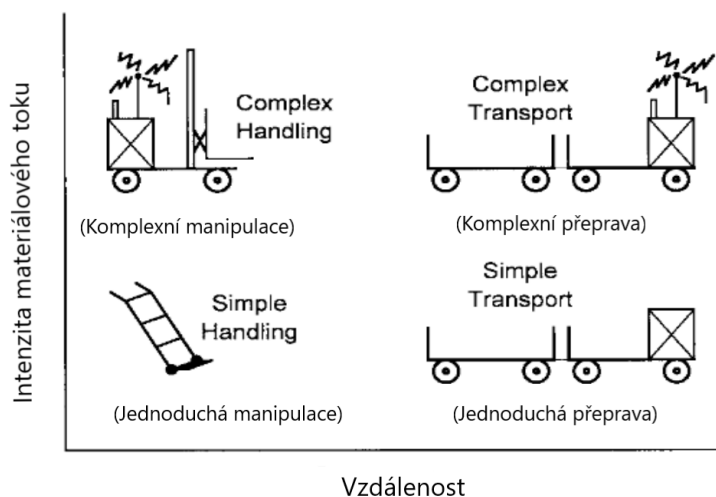 Intenzita materiálového toku
Complex
Handling
(Komplexní manipulace)
Complex
Transport
(Komplexní přeprava)
Simple
Handling
(Jednoduchá manipulace)
Simple
Transport
(Jednoduchá přeprava)
Vzdálenost